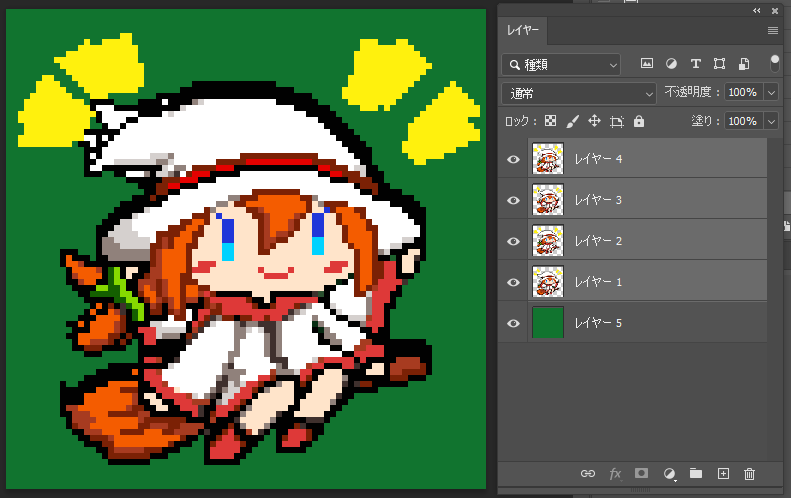 レイヤー
種類
通常
不透明度 : 100%
ロック :
塗り : 100%
レイヤー 4
レイヤー 3
レイヤー 2
レイヤー 1
レイヤー 5
fx